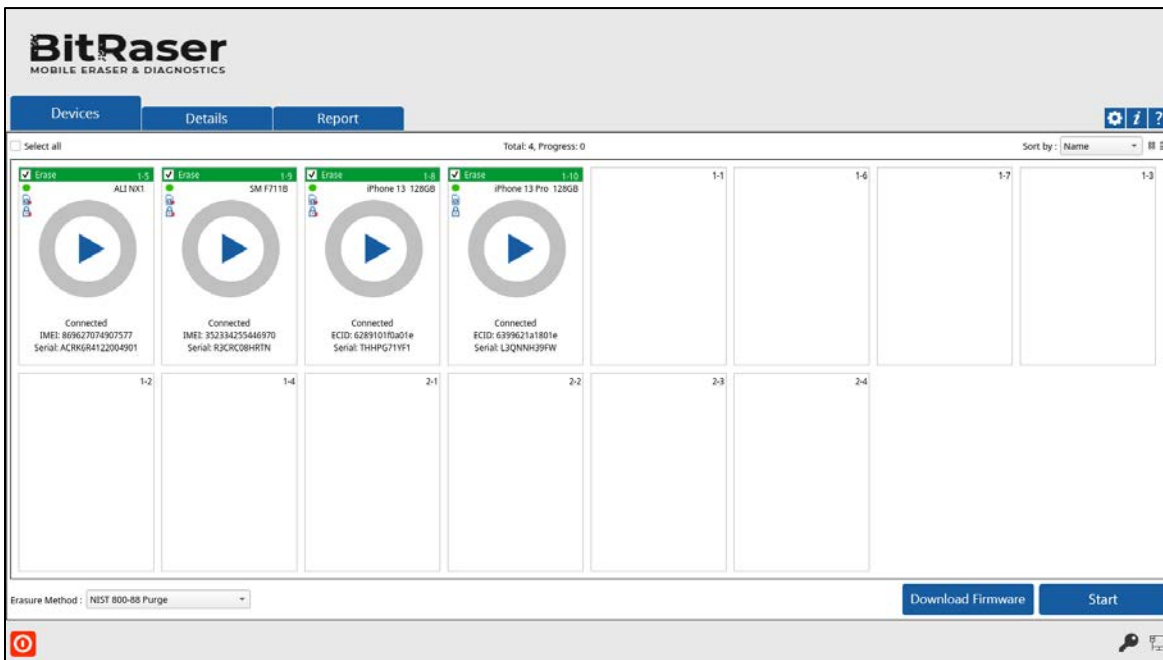 BitRaser
MOBILE ERASER & DIAGNOSTICS
Devices
Details
Report
i
?
Select all
Total: 4, Progress: 0
Sort by : Name
Erase 1-5
ALI NX1
Connected
IMEI: 869627074907577
Serial: ACRK6R4122004901
Erase 1-9
SM F711B
Connected
IMEI: 352334255446970
Serial: R3CRC08HRTN
Erase 1-8
iPhone 13 128GB
Connected
ECID: 6289101f0a01e
Serial: THHPG71YF1
Erase 1-10
iPhone 13 Pro 128GB
Connected
ECID: 6399621a1801e
Serial: L3QNNH39FW
1-1
1-6
1-7
1-3
1-2
1-4
2-1
2-2
2-3
2-4
Erasure Method : NIST 800-88 Purge
Download Firmware
Start